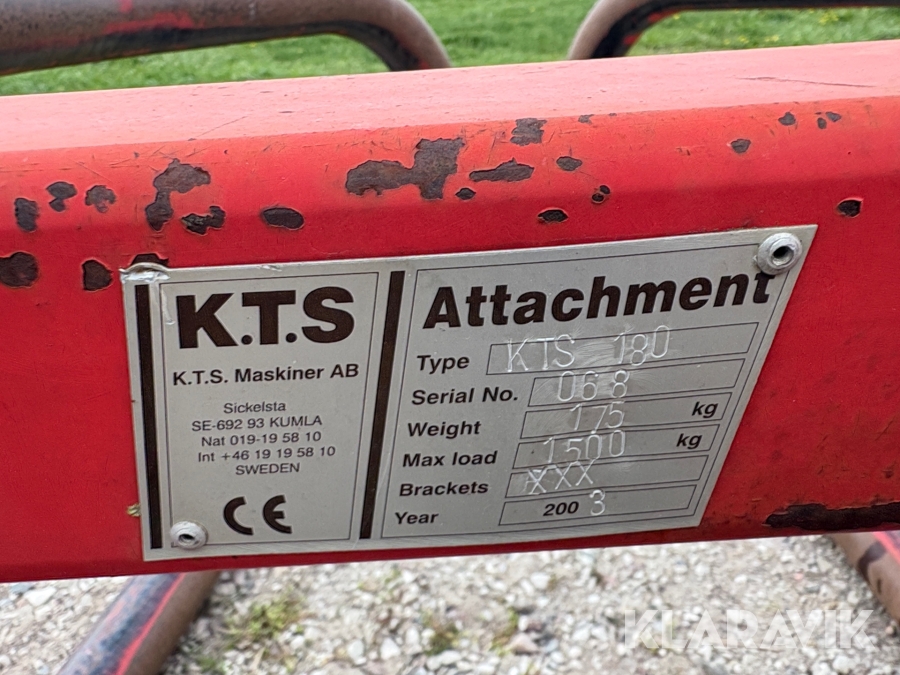 K.T.S
K.T.S. Maskiner AB
Sickelsta
SE-692 93 KUMLA
Nat 019-19 58 10
Int +46 19 19 58 10
SWEDEN
CE
Attachment
Type KTS 180
Serial No. 068
Weight 175 kg
Max load 1500 kg
Brackets XXX
Year 2003
KLARAVIK